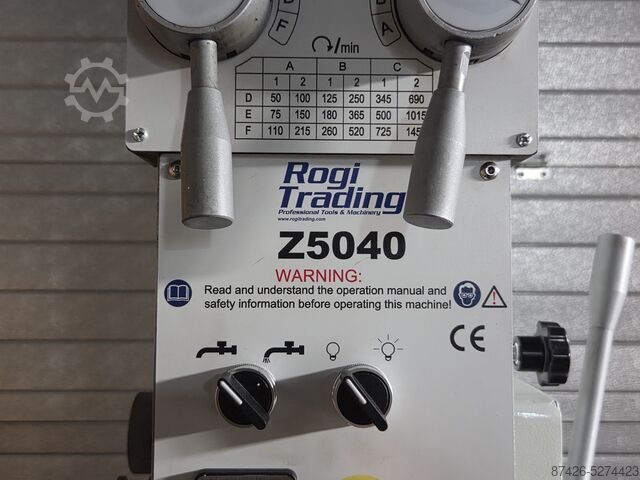 D
F
D
A
/min
A B C
1 2 1 2 1 2
D 50 100 125 250 345 690
E 75 150 180 365 500 1015
F 110 215 260 520 725
Rogi
Trading
Professional Tools & Machinery
www.rogitrading.com
Z5040
WARNING:
Read and understand the operation manual and
safety information before operating this machine!
CE
87426-5274423